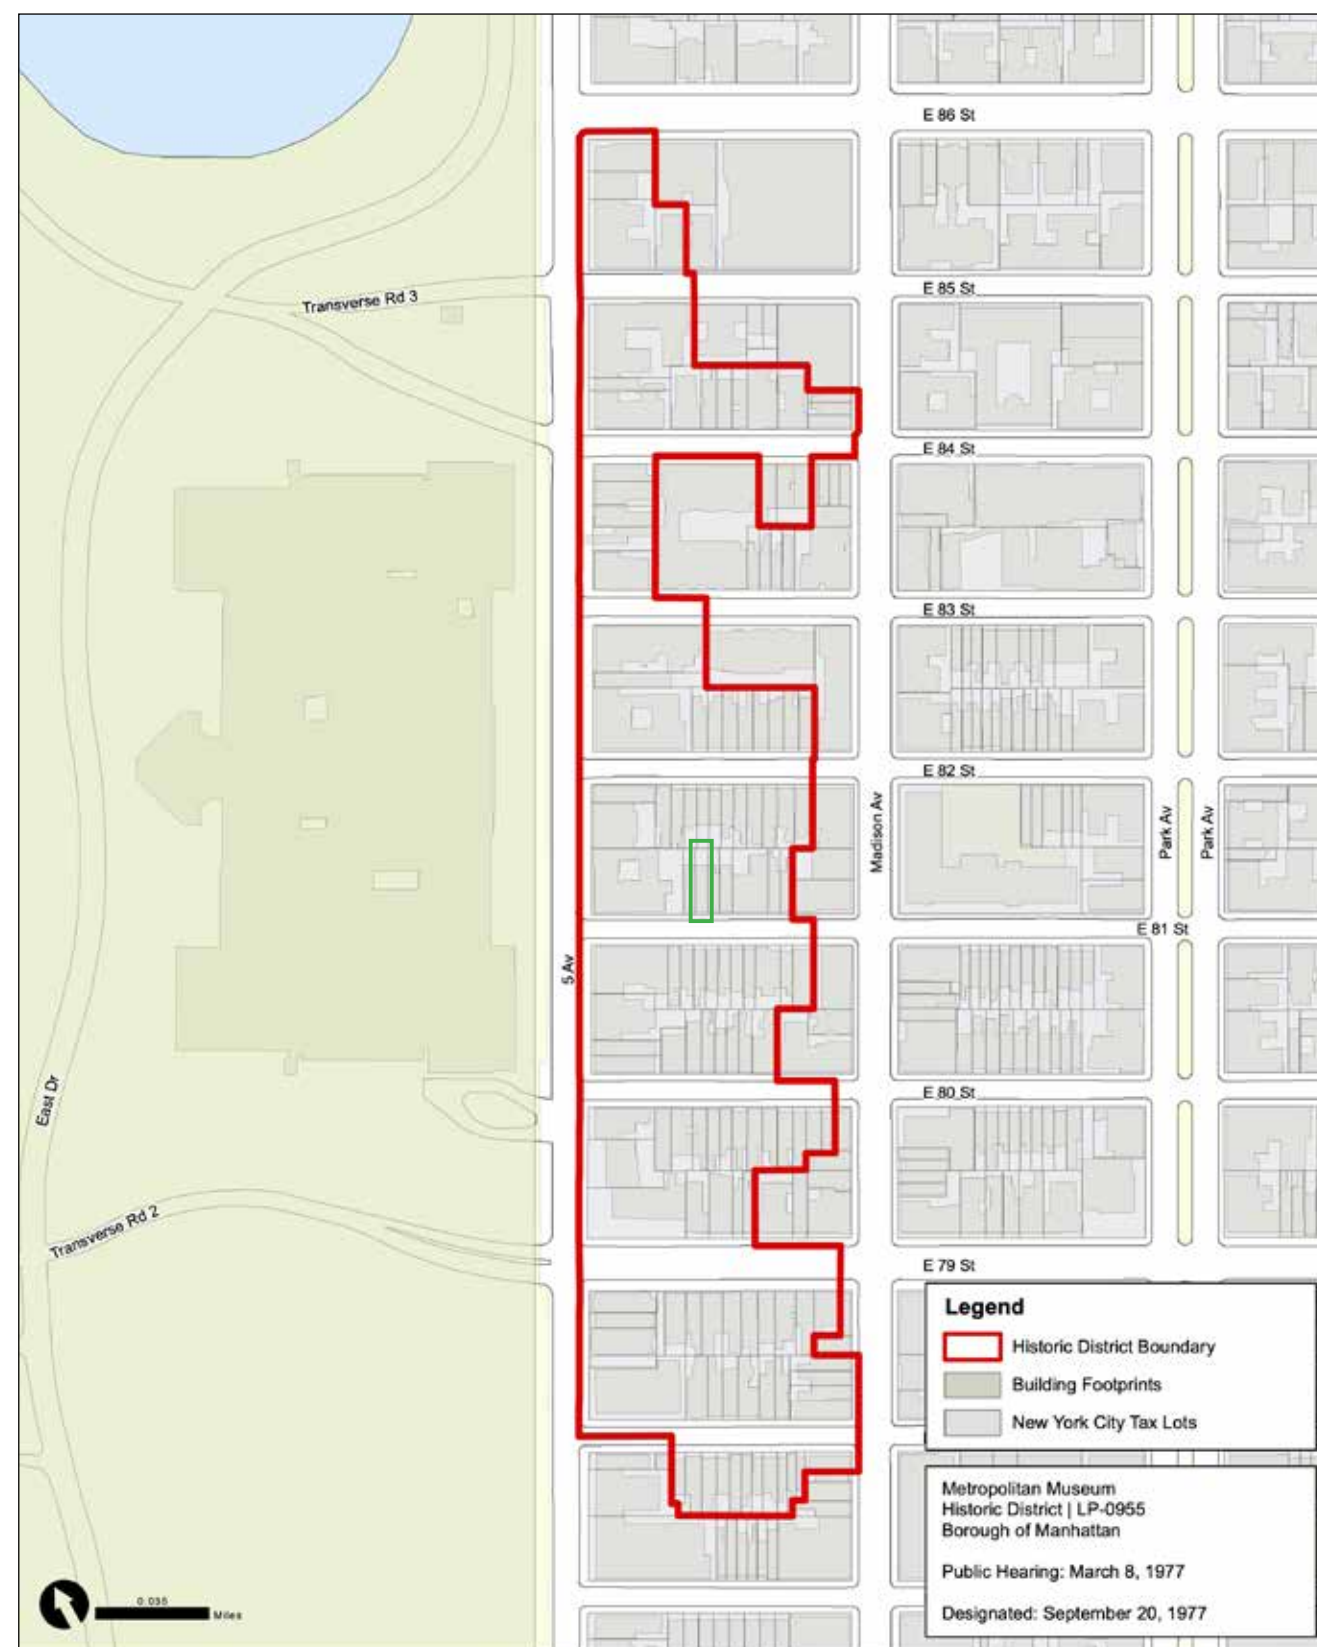 E 86 St
Transverse Rd 3
E 85 St
E 84 St
E 83 St
E 82 St
Madison Av
Park Av
Park Av
E 81 St
5 Av
East Dr
E 80 St
Transverse Rd 2
E 79 St
Legend
Historic District Boundary
Building Footprints
New York City Tax Lots
Metropolitan Museum
Historic District | LP-0955
Borough of Manhattan
Public Hearing: March 8, 1977
Designated: September 20, 1977
0.035
Miles